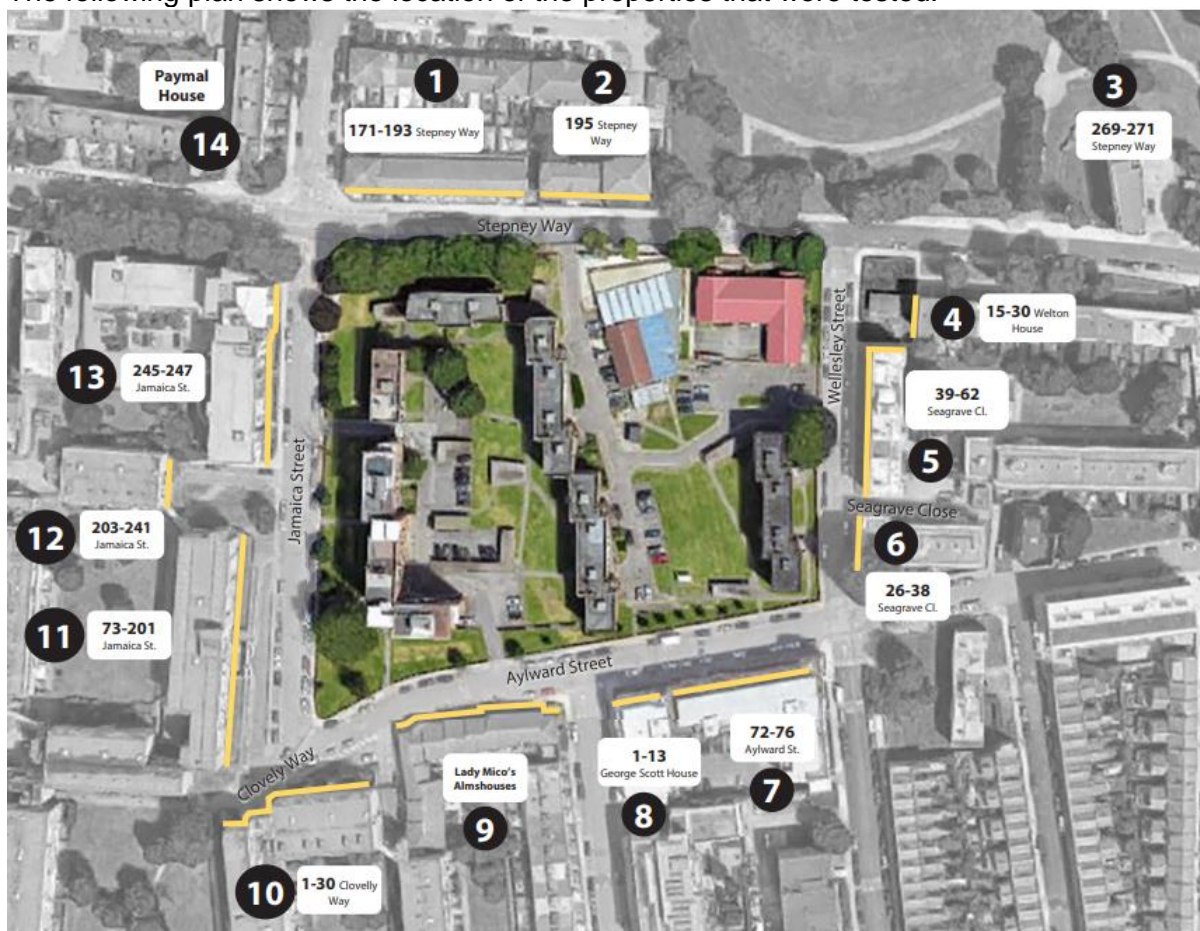 The following plan shows the location of the properties that were tested.
Paymal
House
14
1
171-193 Stepney Way
2
195 Stepney
Way
3
269-271
Stepney Way
Stepney Way
Wellesley Street
4
15-30 Welton
House
13
245-247
Jamaica St.
39-62
Seagrave Cl.
5
Jamaica Street
12
203-241
Jamaica St.
Seagrave Close
6
26-38
Seagrave Cl.
11
73-201
Jamaica St.
Aylward Street
Clovely Way
72-76
Aylward St.
7
1-13
George Scott House
8
Lady Mico's
Almshouses
9
10
1-30 Clovelly
Way